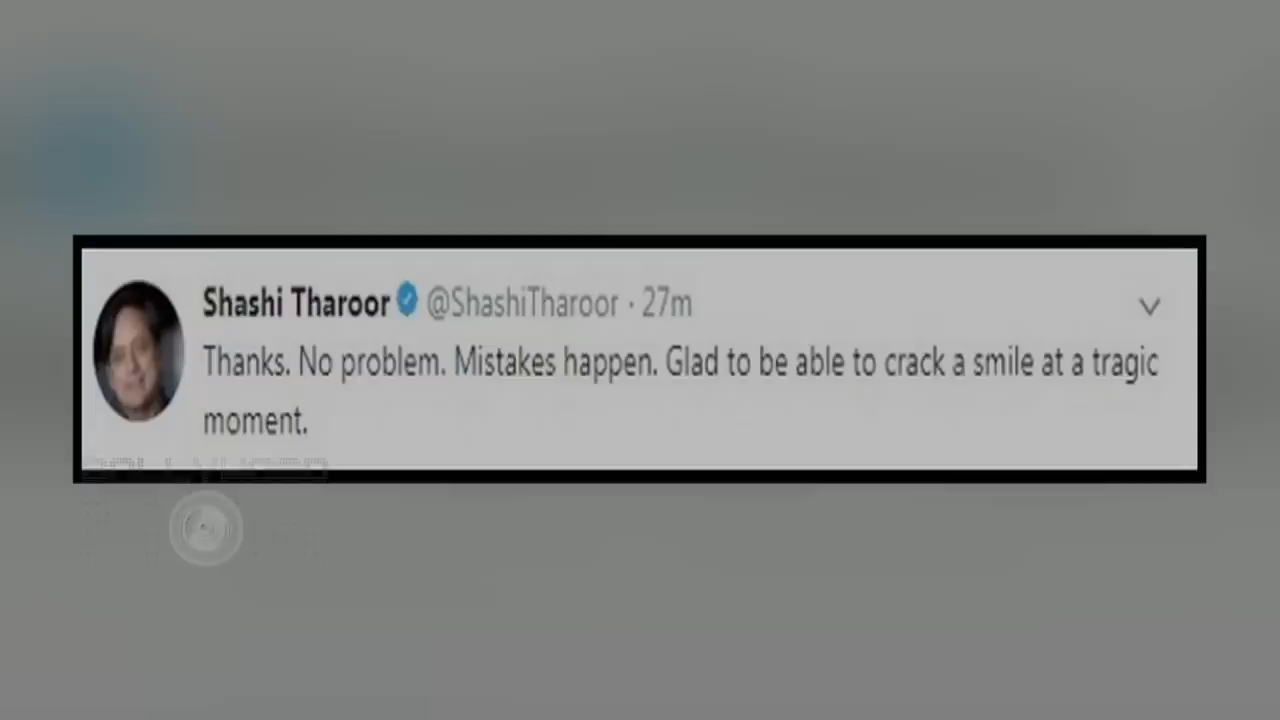 Shashi Tharoor @ShashiTharoor · 27m
Thanks. No problem. Mistakes happen. Glad to be able to crack a smile at a tragic
moment.